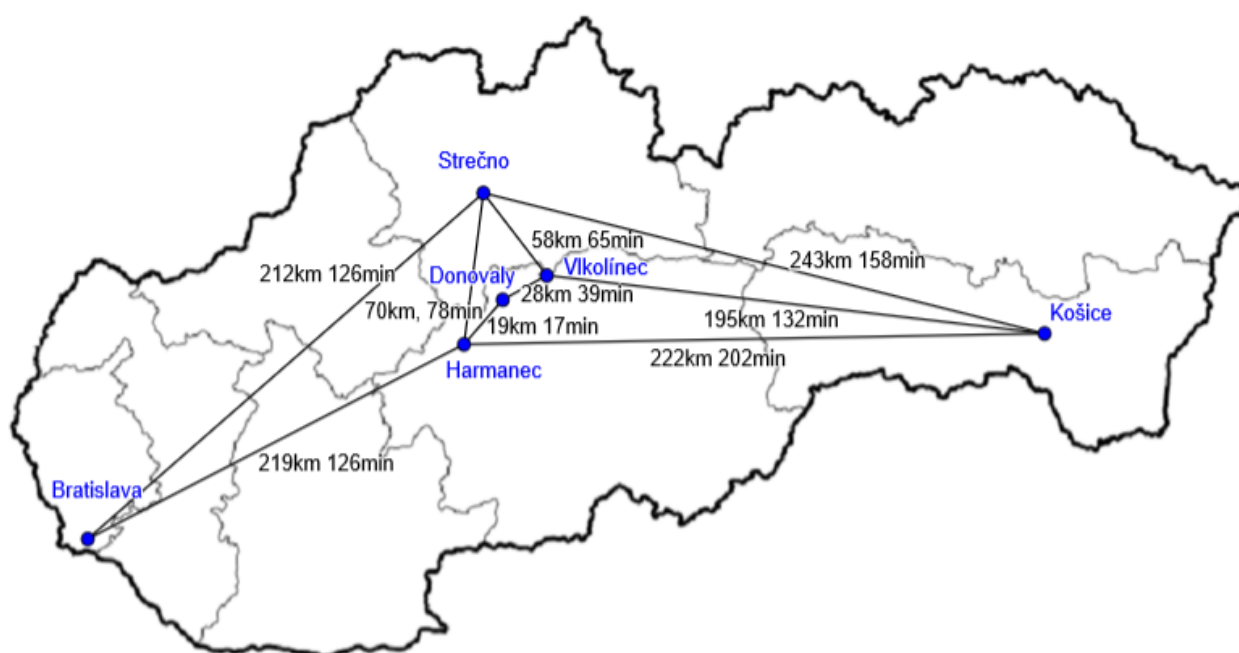 Strečno
58km 65min
212km 126min
Donovaly
Vlkolínec
243km 158min
28km 39min
70km, 78min
19km 17min
195km 132min
Košice
Harmanec
222km 202min
219km 126min
Bratislava